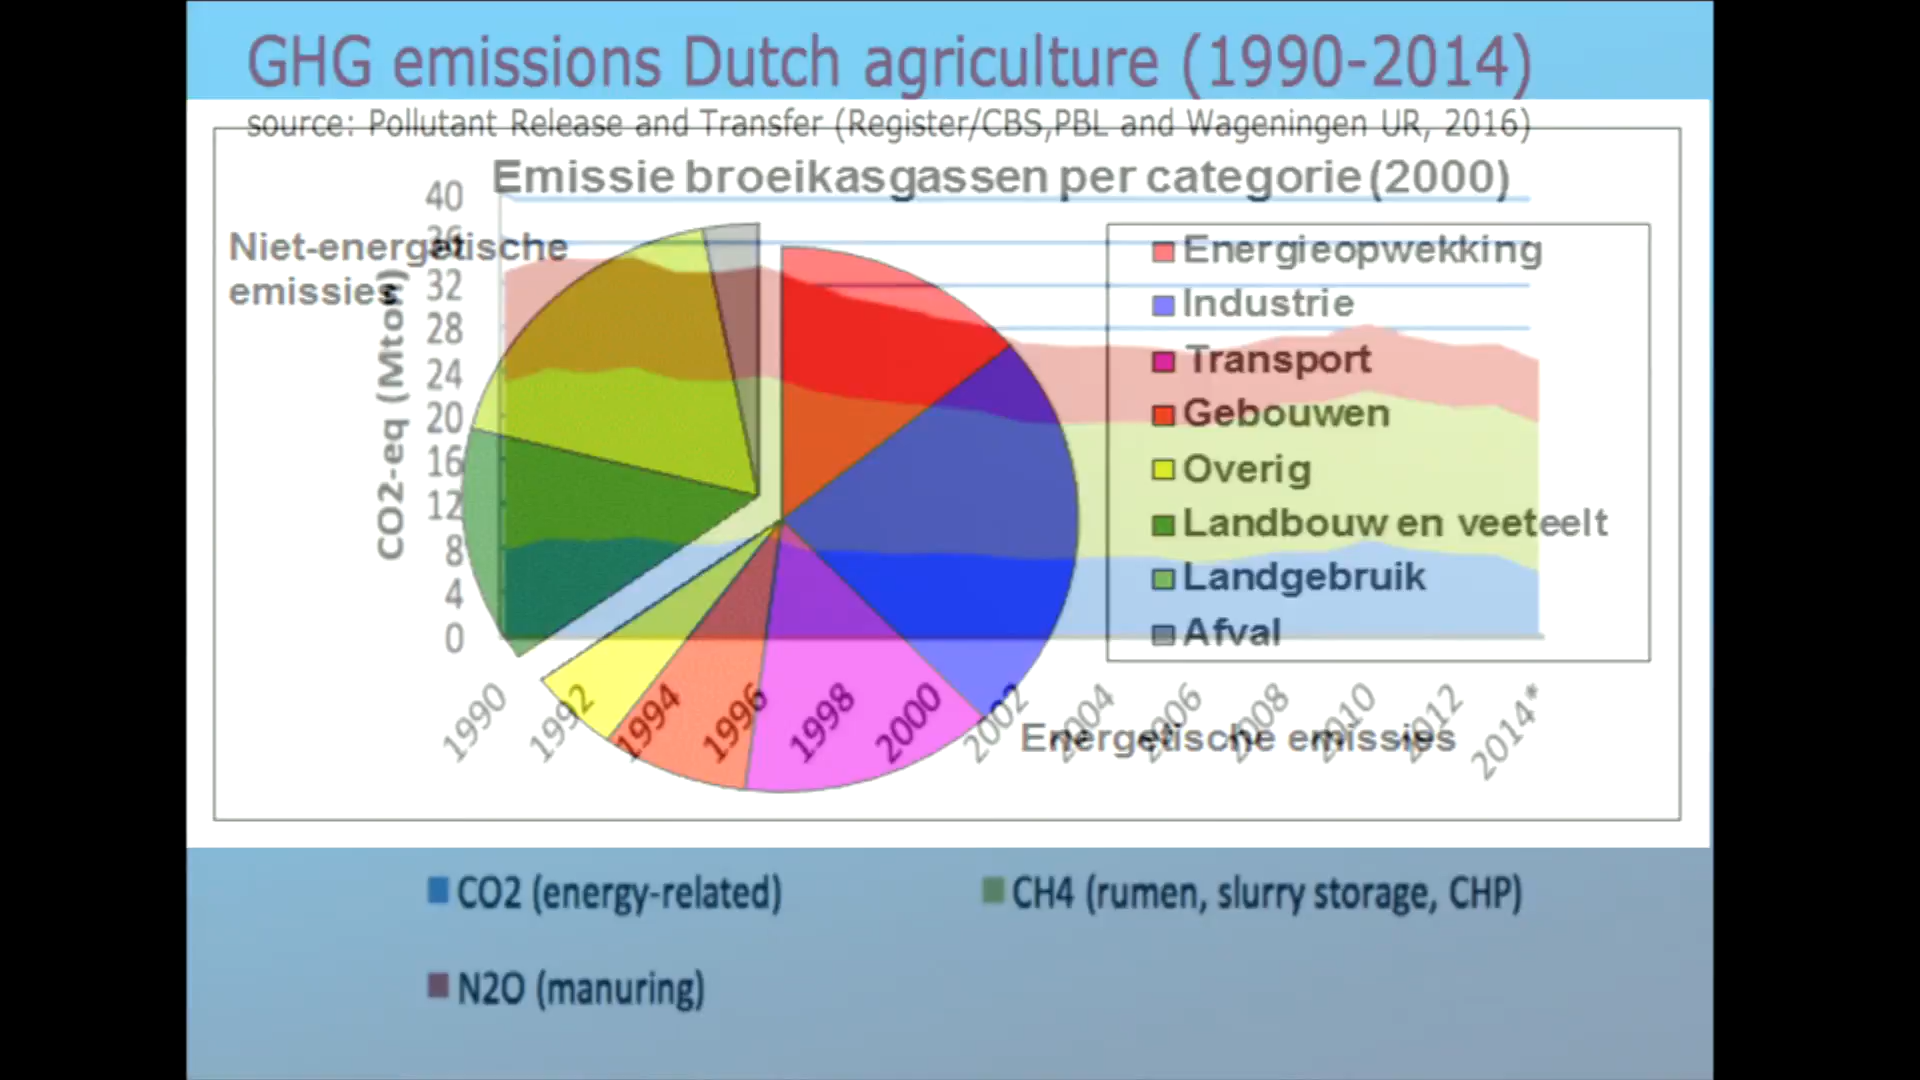 GHG emissions Dutch agriculture (1990-2014)
source: Pollutant Release and Transfer (Register/CBS,PBL and Wageningen UR, 2016)
Emissie broeikasgassen per categorie (2000)
Niet-energetische
emissies
CO2-eq (Mton)
40
36
32
28
24
20
16
12
8
4
0
Energieopwekking
Industrie
Transport
Gebouwen
Overig
Landbouw en veeteelt
Landgebruik
Afval
1990
1992
1994
1996
1998
2000
2002
2004
2006
2008
2010
2012
2014*
Energetische emissies
CO2 (energy-related)
CH4 (rumen, slurry storage, CHP)
N2O (manuring)